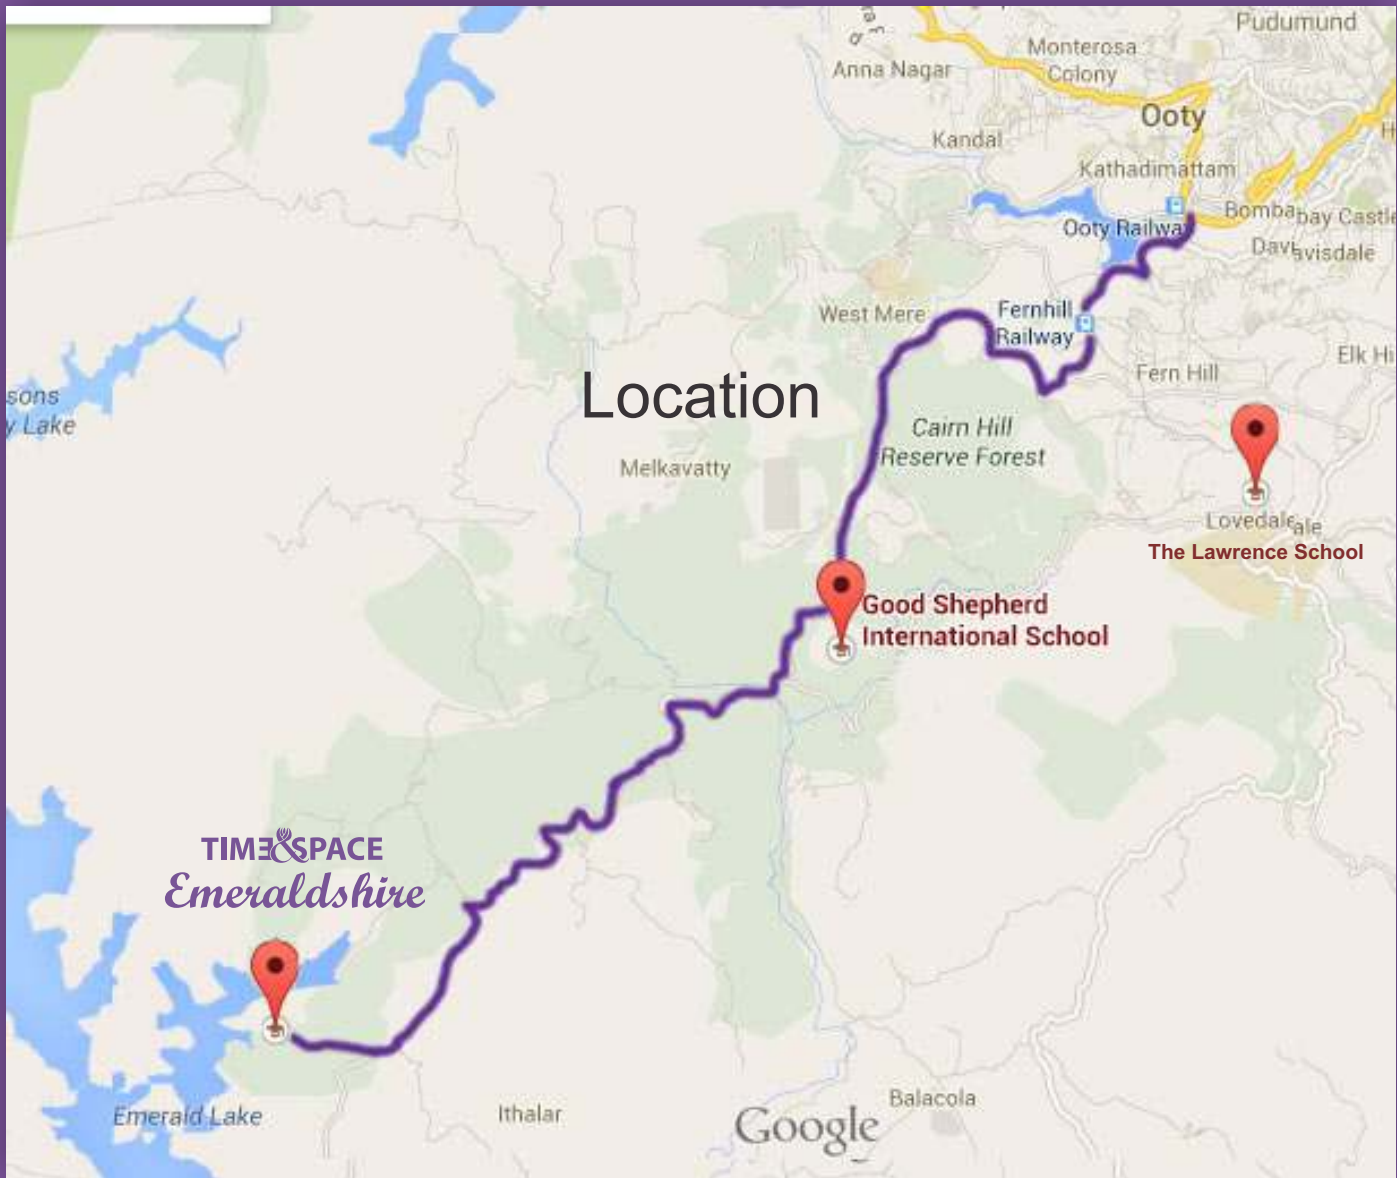 Pudumund
Monterosa
Colony
Anna Nagar
Ooty
Kandal
Kathadimattam
Bomba
bay Castle
Ooty Railwa
Dav
avisdale
West Mere
Fernhill
Railway
Elk Hi
Fern Hill
Location
sons
y Lake
Cairn Hill
Reserve Forest
Melkavatty
Lovedale
ale
The Lawrence School
Good Shepherd
International School
TIME&SPACE
Emeraldshire
Emerald Lake
Ithalar
Balacola
Google